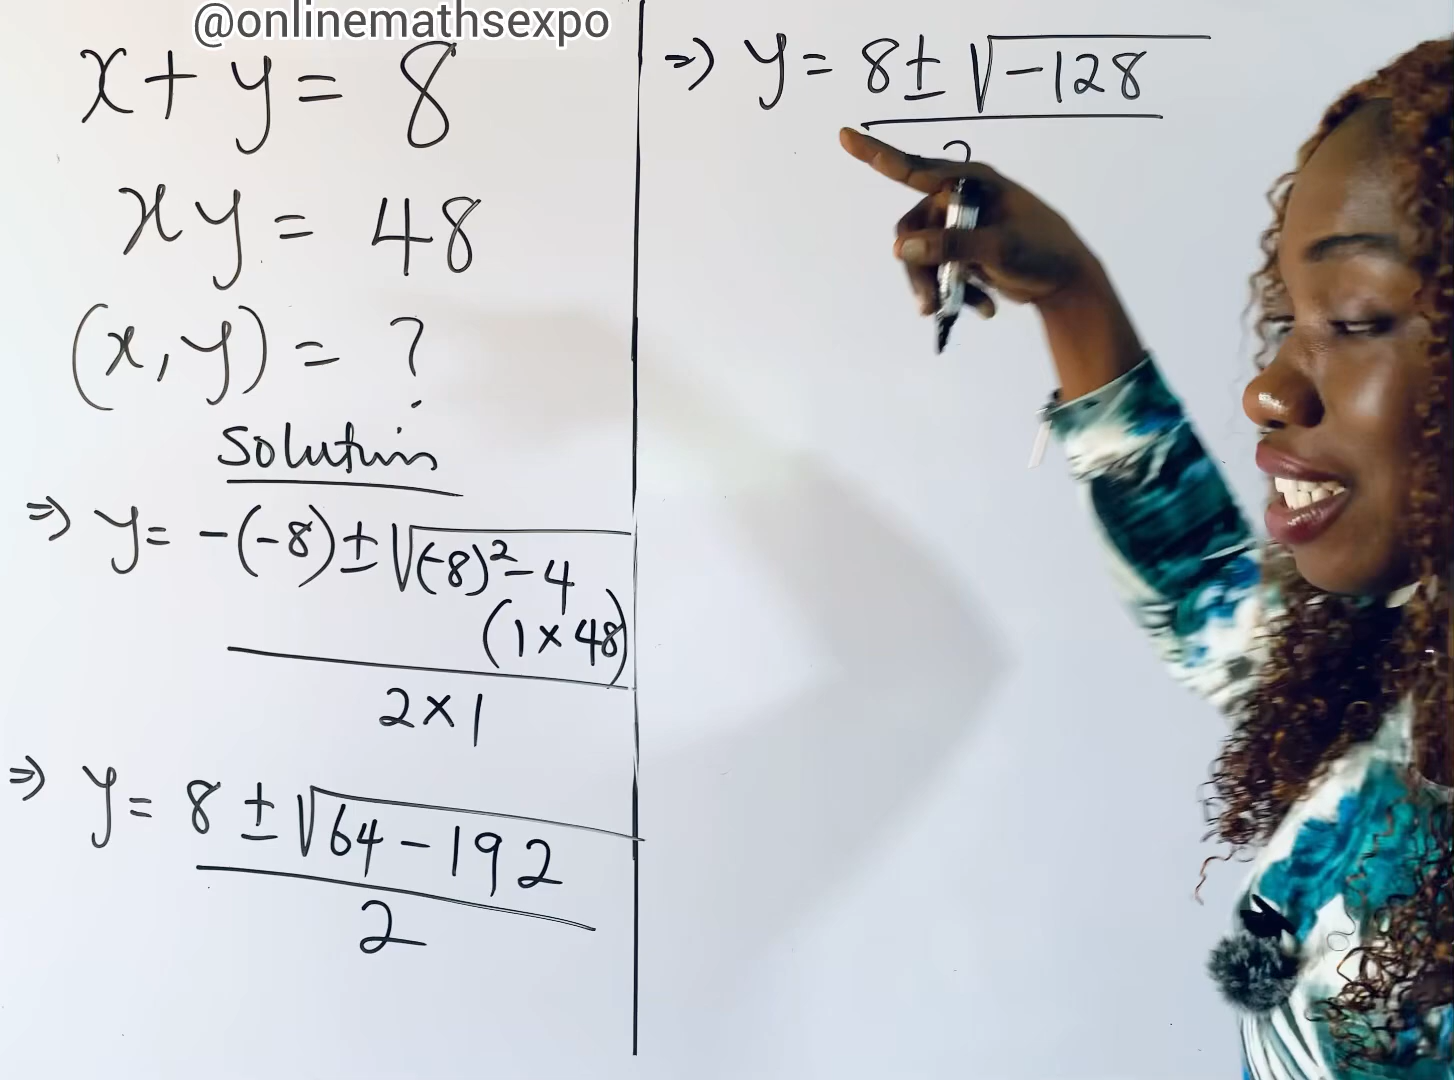 @onlinemathsexpo
x + y = 8
xy = 48
(x, y) = ?
Solution
⇒ y = -(-8) ± √(-8)² - 4
(1 × 48)
2 × 1
⇒ y = 8 ± √64 - 192
2
⇒ y = 8 ± √-128